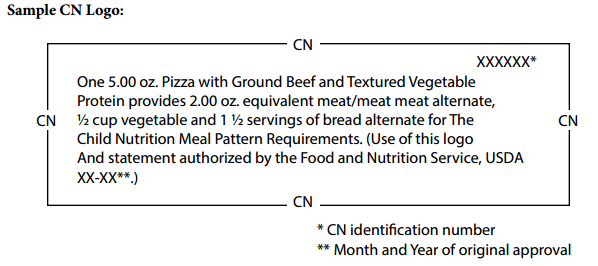 Sample CN Logo:
CN
XXXXXX*
One 5.00 oz. Pizza with Ground Beef and Textured Vegetable
Protein provides 2.00 oz. equivalent meat/meat meat alternate,
CN ½ cup vegetable and 1 ½ servings of bread alternate for The CN
Child Nutrition Meal Pattern Requirements. (Use of this logo
And statement authorized by the Food and Nutrition Service, USDA
XX-XX**.)
CN
* CN identification number
** Month and Year of original approval